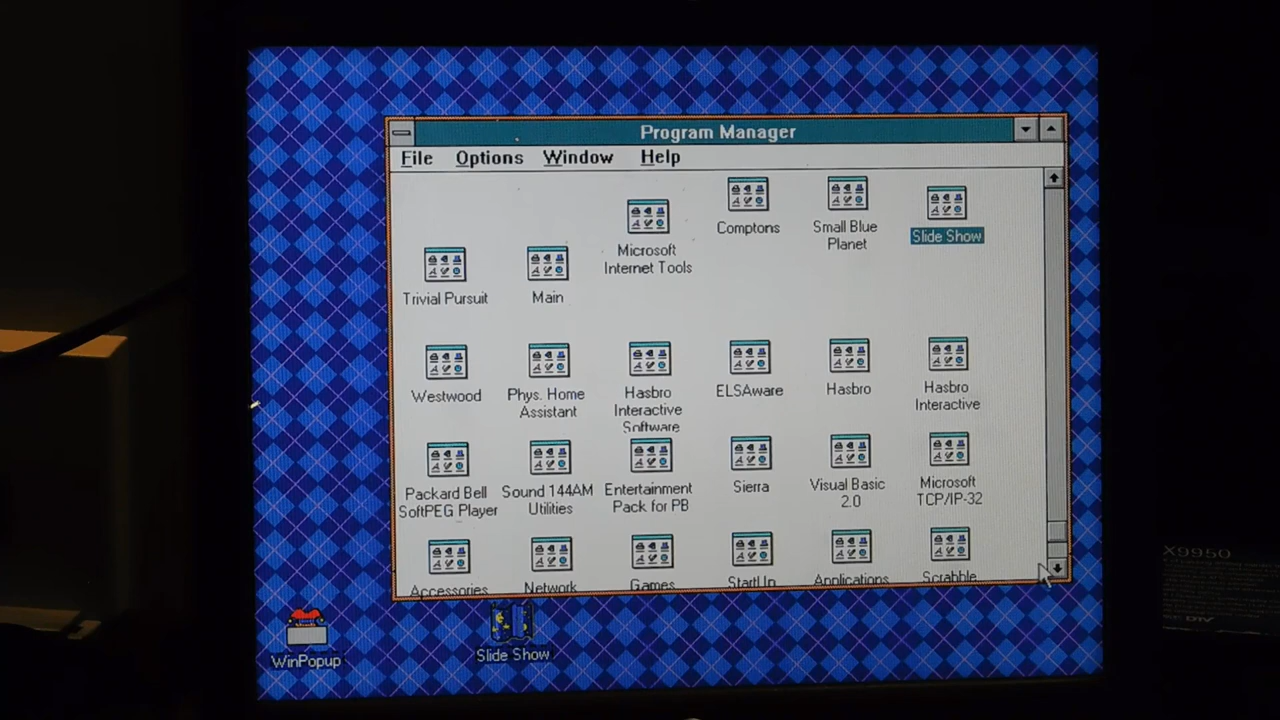 Program Manager
File Options Window Help
Comptons
Small Blue
Planet
Slide Show
Microsoft
Internet Tools
Trivial Pursuit
Main
Westwood
Phys. Home
Assistant
Hasbro
Interactive
Software
ELSAware
Hasbro
Hasbro
Interactive
Packard Bell
SoftPEG Player
Sound 144AM
Utilities
Entertainment
Pack for PB
Sierra
Visual Basic
2.0
Microsoft
TCP/IP-32
Accessories
Network
Games
StartUp
Applications
Scrabble
WinPopup
Slide Show
X9950
DTV